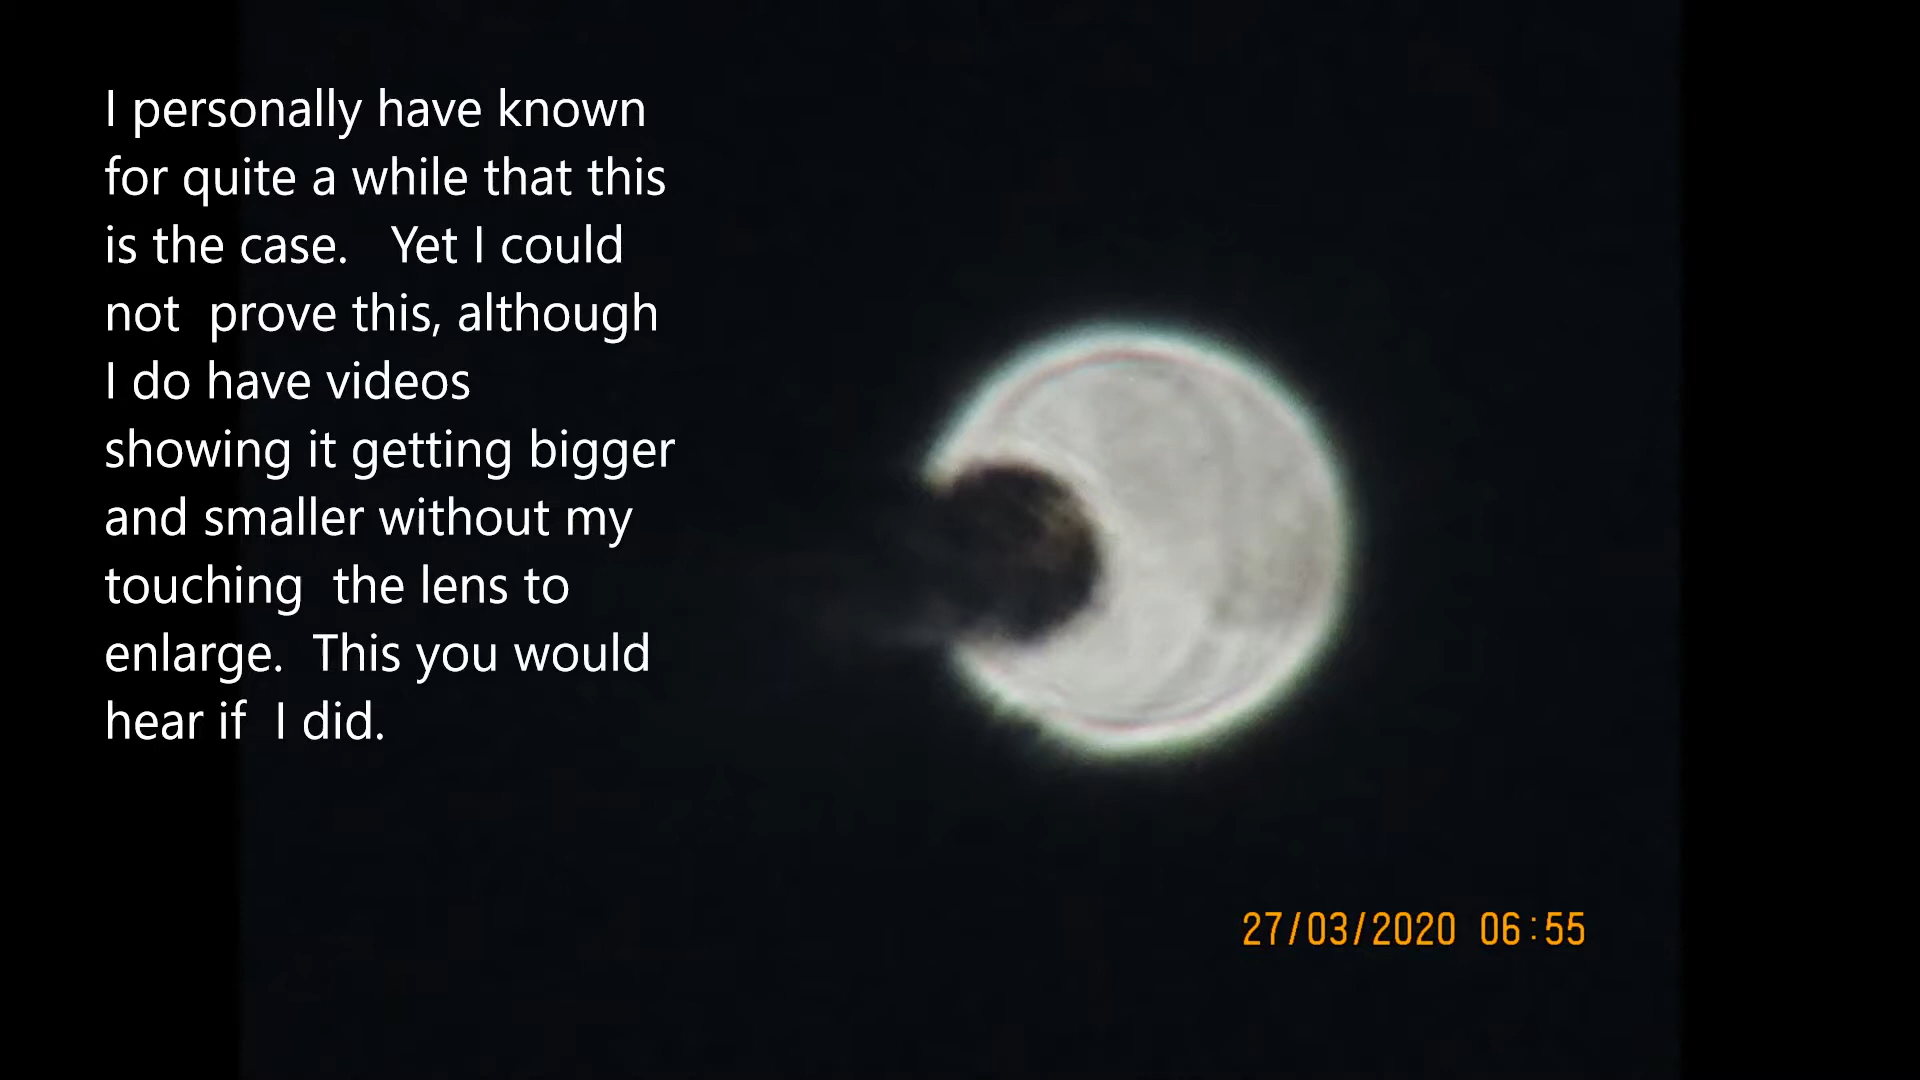 I personally have known
for quite a while that this
is the case.   Yet I could
not  prove this, although
I do have videos
showing it getting bigger
and smaller without my
touching  the lens to
enlarge.  This you would
hear if  I did.
27/03/2020 06:55